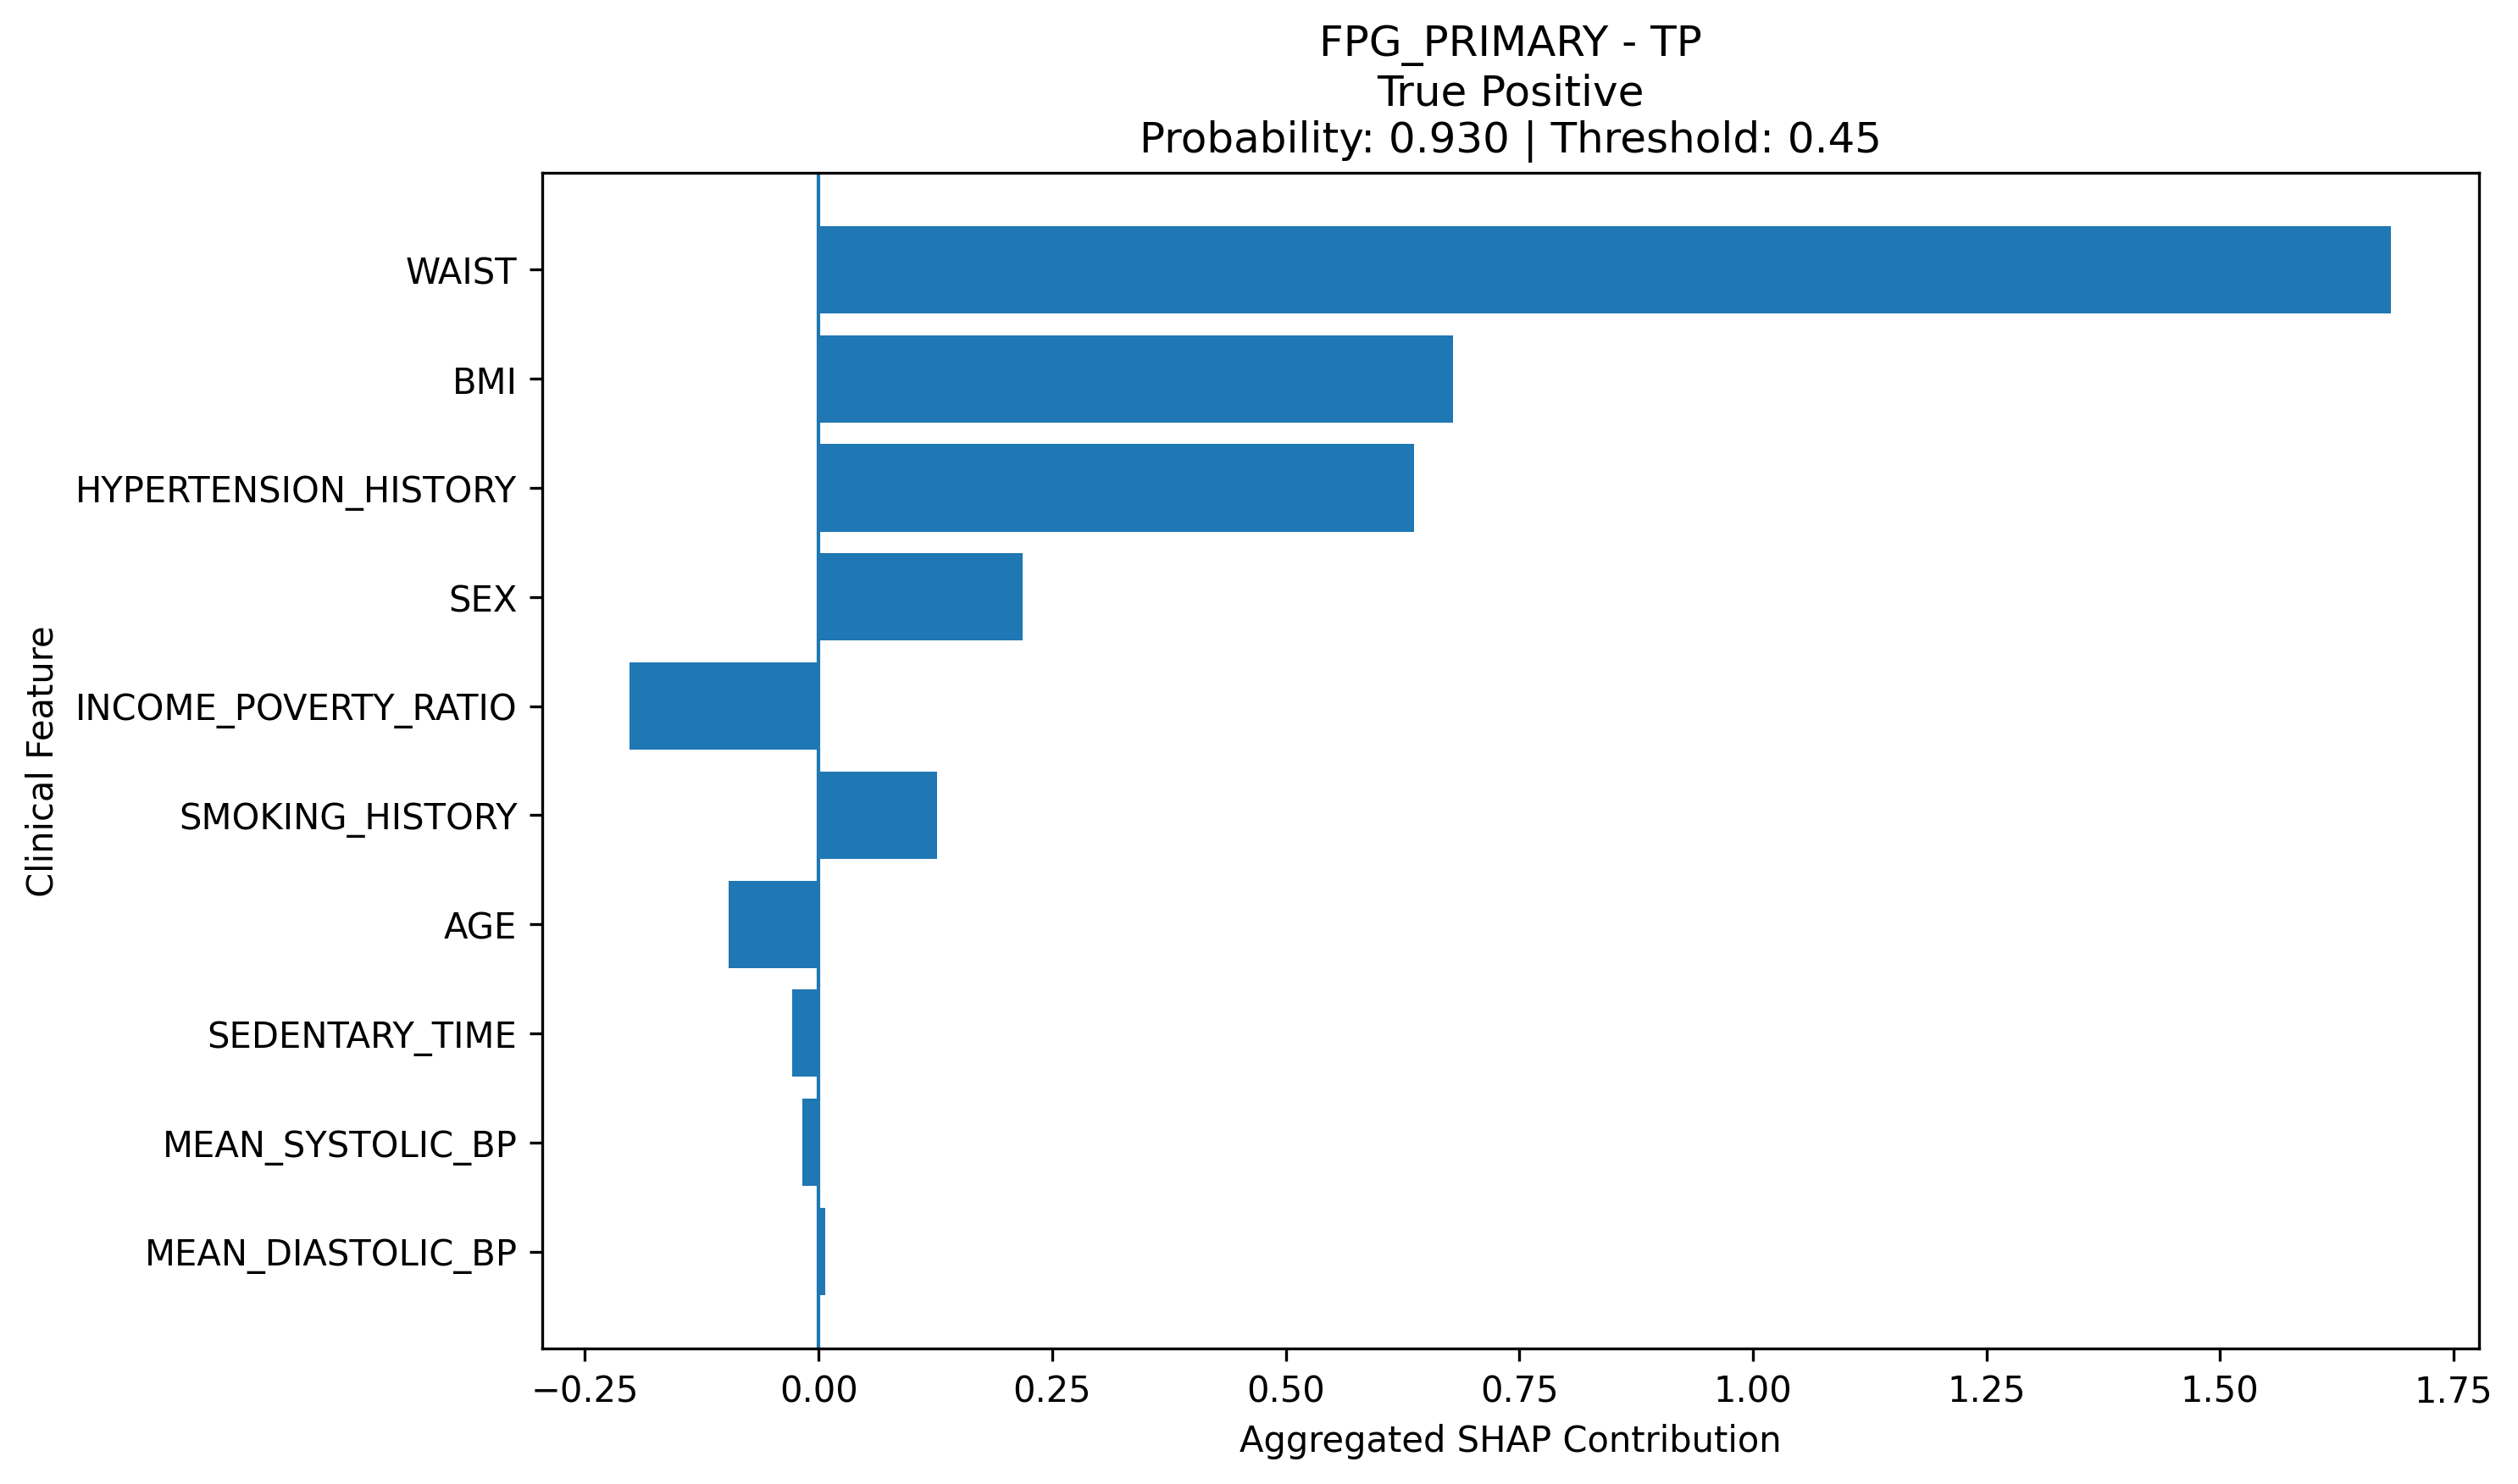 FPG_PRIMARY - TP
True Positive
Probability: 0.930 | Threshold: 0.45
Clinical Feature
WAIST
BMI
HYPERTENSION_HISTORY
SEX
INCOME_POVERTY_RATIO
SMOKING_HISTORY
AGE
SEDENTARY_TIME
MEAN_SYSTOLIC_BP
MEAN_DIASTOLIC_BP
−0.25 0.00 0.25 0.50 0.75 1.00 1.25 1.50 1.75
Aggregated SHAP Contribution